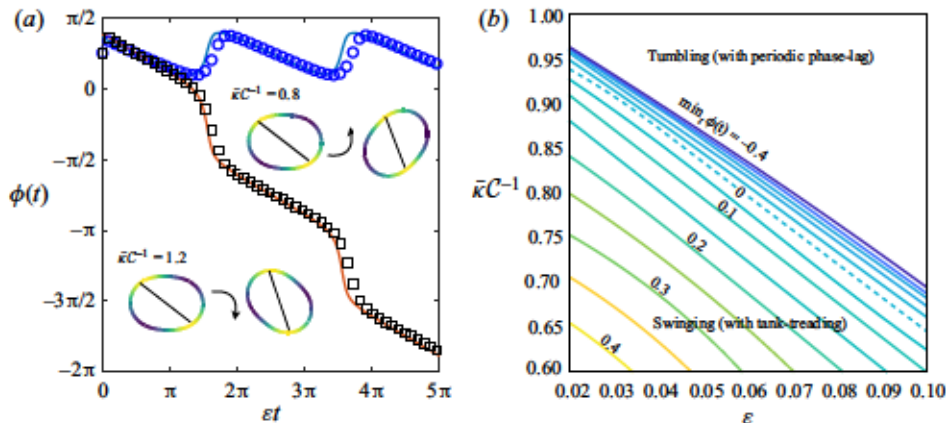 (a)
π/2
0
−π/2
−π
−3π/2
−2π
ϕ(t)
κ̄C⁻¹ = 0.8
κ̄C⁻¹ = 1.2
0
π
2π
3π
4π
5π
εt
(b)
1.00
0.95
0.90
0.85
0.80
0.75
0.70
0.65
0.60
κ̄C⁻¹
Tumbling (with periodic phase-lag)
minₜ ϕ(t) = −0.4
0
0.1
0.2
0.3
Swinging (with tank-treading)
0.4
0.02
0.03
0.04
0.05
0.06
0.07
0.08
0.09
0.10
ε